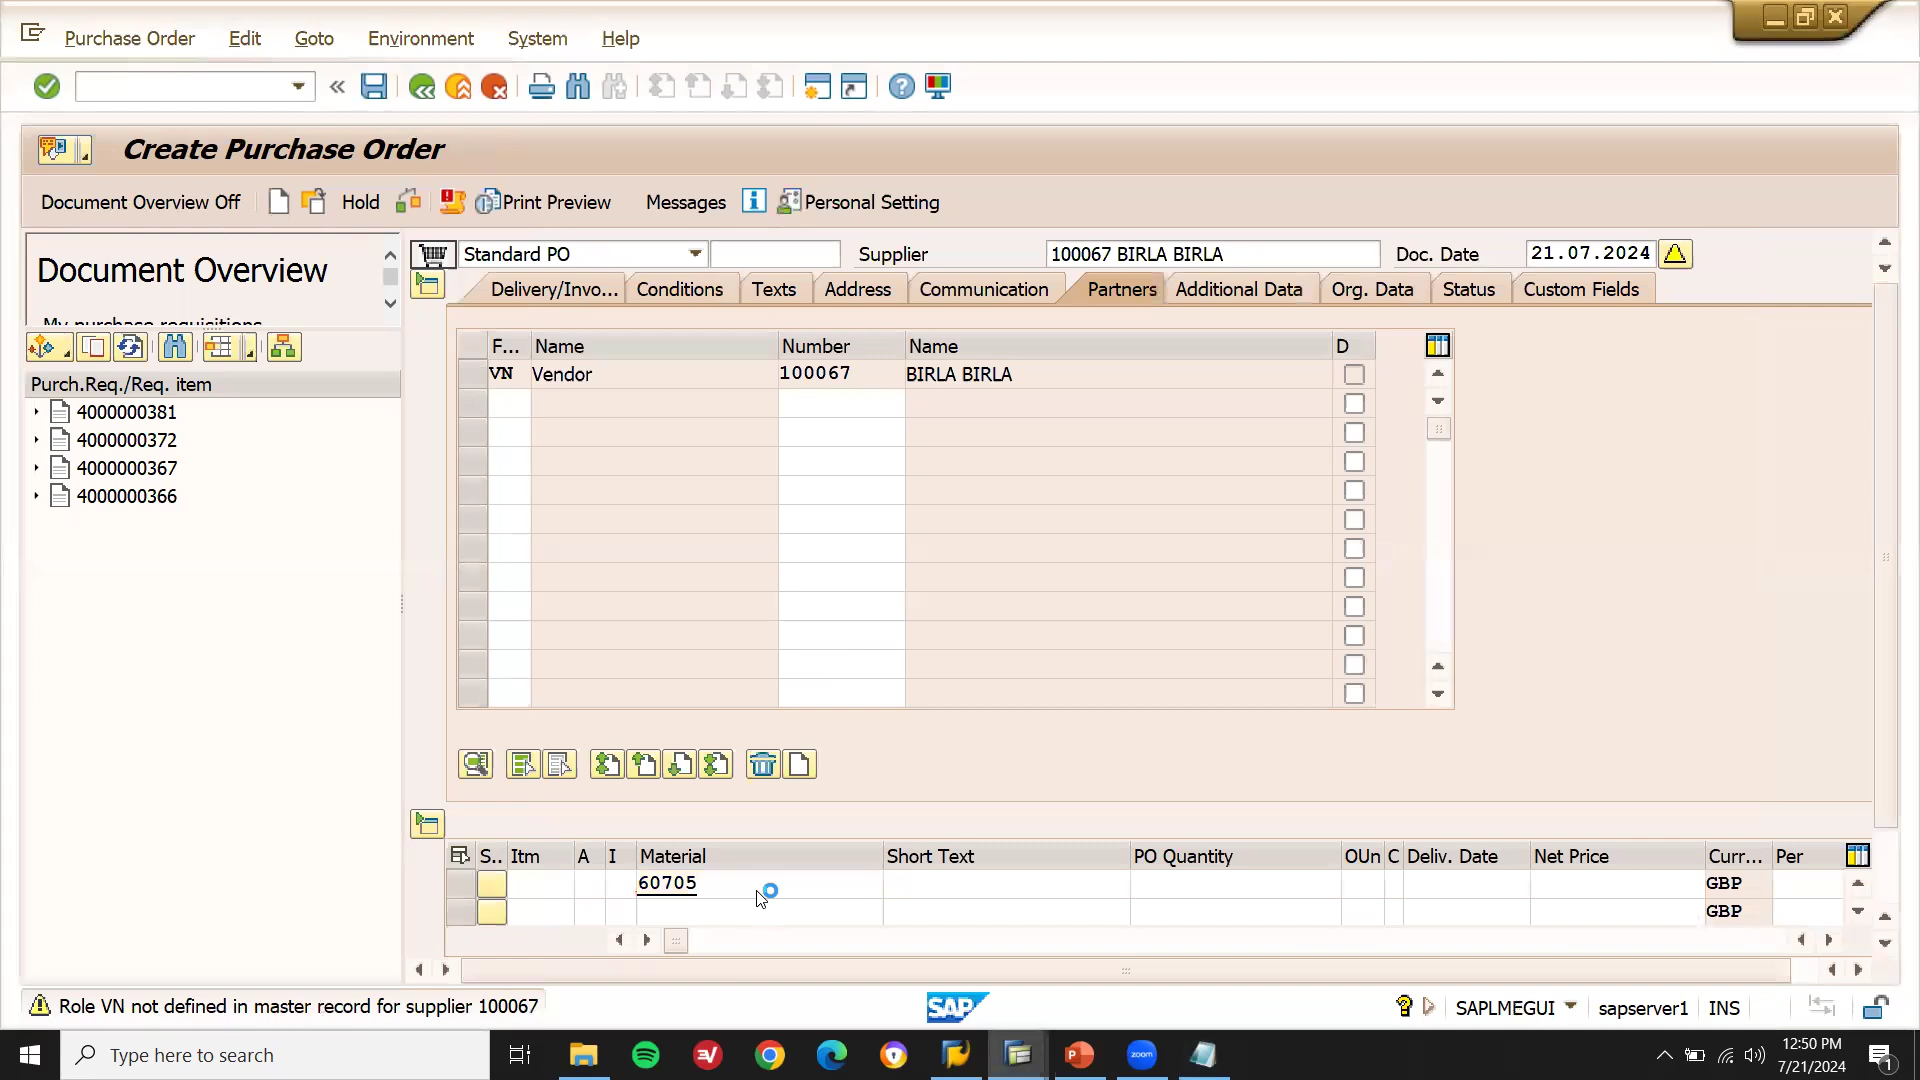 Purchase Order Edit Goto Environment System Help
Create Purchase Order
Document Overview Off Hold Print Preview Messages Personal Setting
Document Overview
Standard PO Supplier 100067 BIRLA BIRLA Doc. Date 21.07.2024
Delivery/Invo... Conditions Texts Address Communication Partners Additional Data Org. Data Status Custom Fields
My purchase requisitions
Purch.Req./Req. item
4000000381
4000000372
4000000367
4000000366
F... Name Number Name D
VN Vendor 100067 BIRLA BIRLA
S.. Itm A I Material Short Text PO Quantity OUn C Deliv. Date Net Price Curr... Per
60705 GBP
GBP
Role VN not defined in master record for supplier 100067
SAP
SAPLMEGUI sapserver1 INS
Type here to search
zoom
12:50 PM
7/21/2024
1